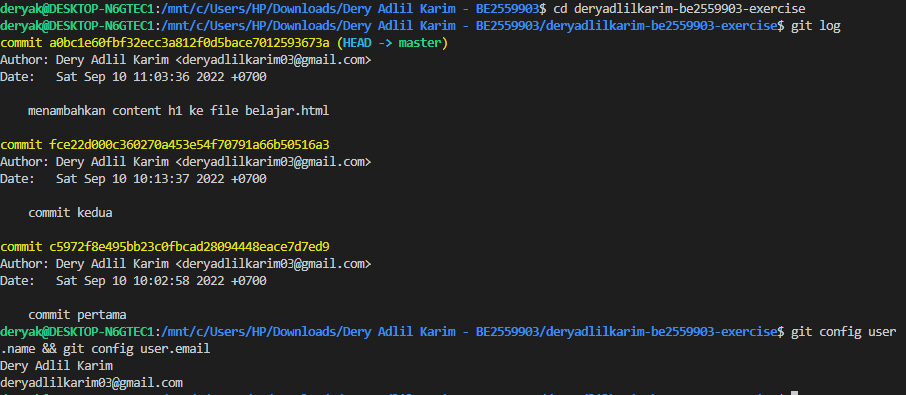 deryak@DESKTOP-N6GTEC1:/mnt/c/Users/HP/Downloads/Dery Adlil Karim - BE2559903$ cd deryadlilkarim-be2559903-exercise
deryak@DESKTOP-N6GTEC1:/mnt/c/Users/HP/Downloads/Dery Adlil Karim - BE2559903/deryadlilkarim-be2559903-exercise$ git log
commit a0bc1e60fbf32ecc3a812f0d5bace7012593673a (HEAD -> master)
Author: Dery Adlil Karim <deryadlilkarim03@gmail.com>
Date:   Sat Sep 10 11:03:36 2022 +0700
    menambahkan content h1 ke file belajar.html
commit fce22d000c360270a453e54f70791a66b50516a3
Author: Dery Adlil Karim <deryadlilkarim03@gmail.com>
Date:   Sat Sep 10 10:13:37 2022 +0700
    commit kedua
commit c5972f8e495bb23c0fbcad28094448eace7d7ed9
Author: Dery Adlil Karim <deryadlilkarim03@gmail.com>
Date:   Sat Sep 10 10:02:58 2022 +0700
    commit pertama
deryak@DESKTOP-N6GTEC1:/mnt/c/Users/HP/Downloads/Dery Adlil Karim - BE2559903/deryadlilkarim-be2559903-exercise$ git config user
.name && git config user.email
Dery Adlil Karim
deryadlilkarim03@gmail.com